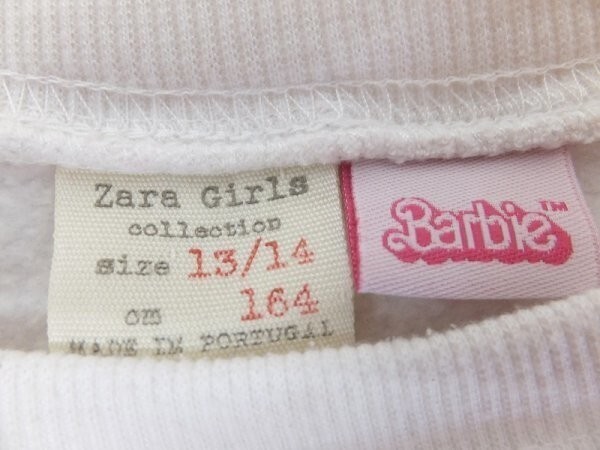 Zara Girls
collection
size 13/14
cm 164
MADE IN PORTUGAL
Barbie™